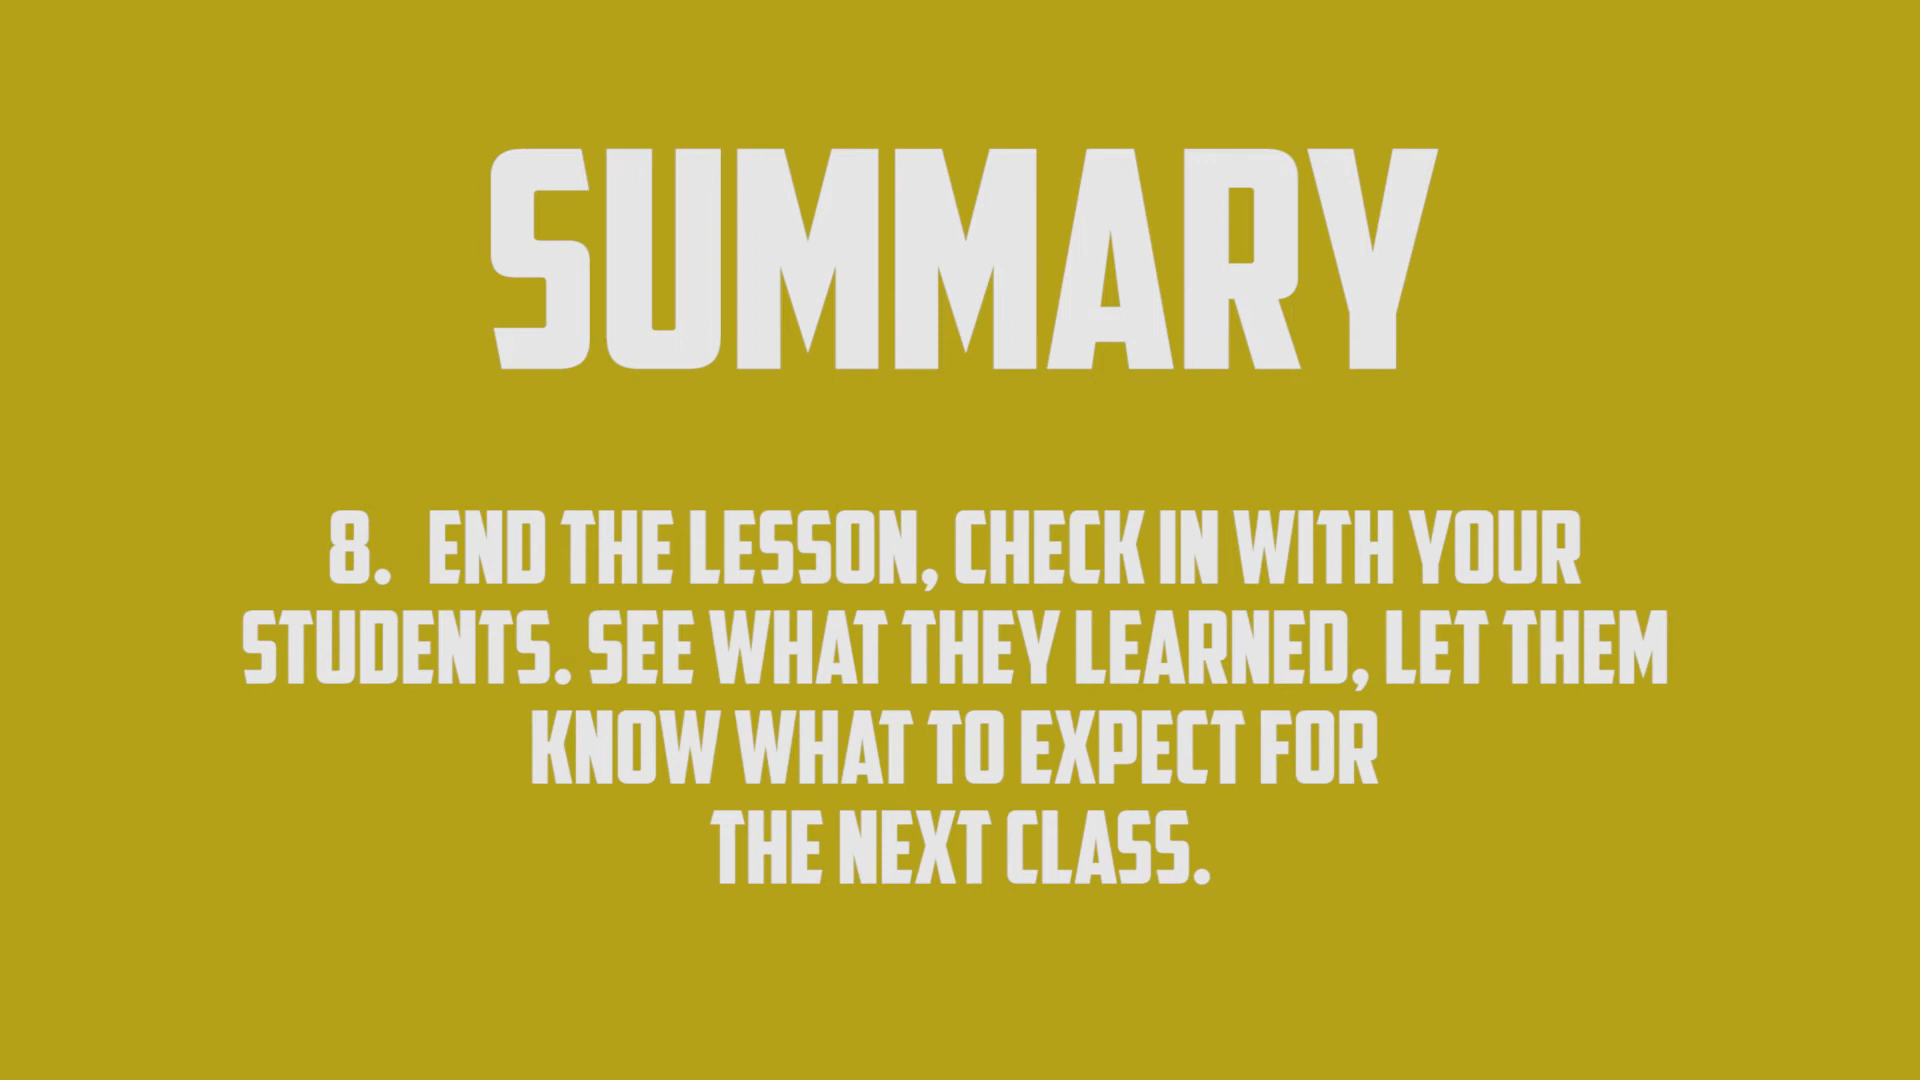 SUMMARY
8. END THE LESSON, CHECK IN WITH YOUR
STUDENTS. SEE WHAT THEY LEARNED, LET THEM
KNOW WHAT TO EXPECT FOR
THE NEXT CLASS.